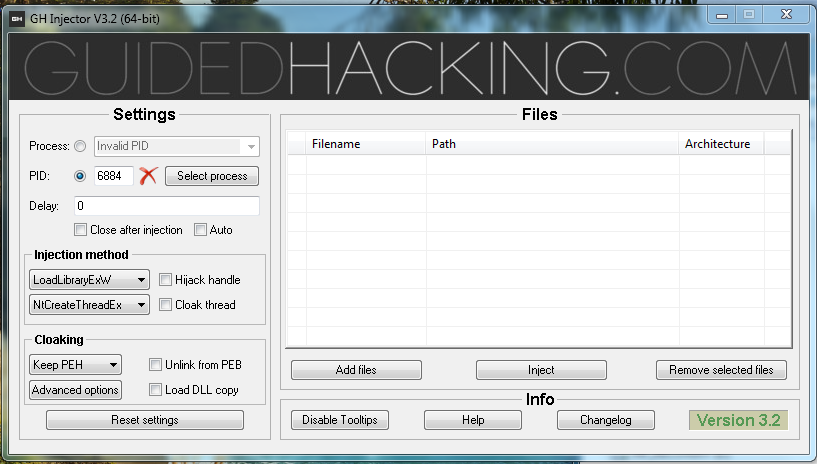 GH GH Injector V3.2 (64-bit)
GUIDEDHACKING.COM
Settings
Process: Invalid PID
PID: 6884 Select process
Delay: 0
Close after injection Auto
Injection method
LoadLibraryExW Hijack handle
NtCreateThreadEx Cloak thread
Cloaking
Keep PEH Unlink from PEB
Advanced options Load DLL copy
Reset settings
Files
Filename Path Architecture
Add files Inject Remove selected files
Info
Disable Tooltips Help Changelog Version 3.2